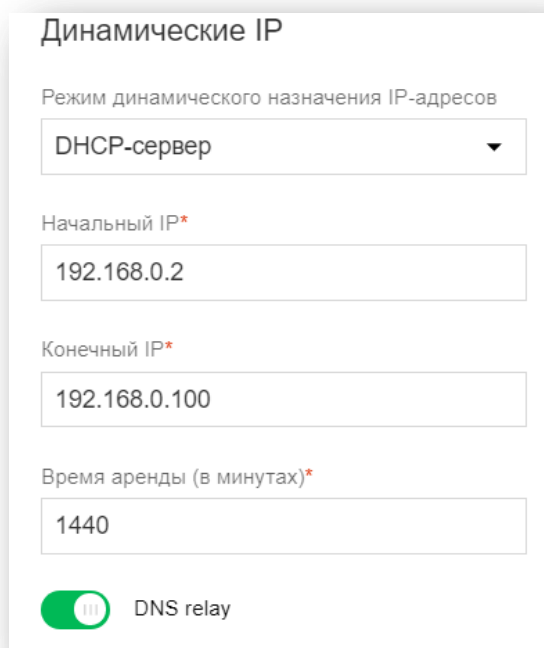 Динамические IP
Режим динамического назначения IP-адресов
DHCP-сервер
Начальный IP*
192.168.0.2
Конечный IP*
192.168.0.100
Время аренды (в минутах)*
1440
DNS relay